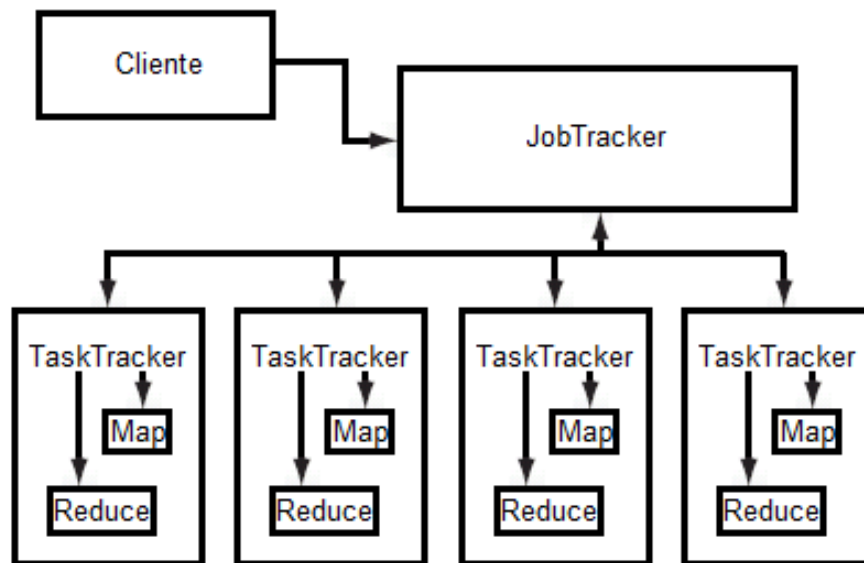 Cliente
JobTracker
TaskTracker
Map
Reduce
TaskTracker
Map
Reduce
TaskTracker
Map
Reduce
TaskTracker
Map
Reduce